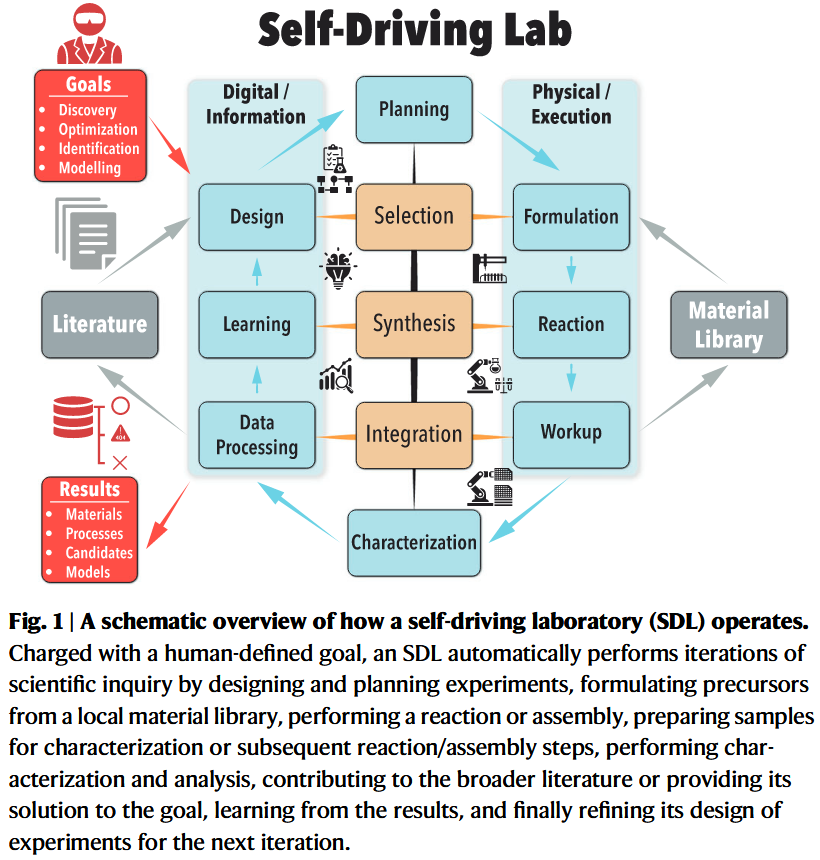 Self-Driving Lab
Goals
• Discovery
• Optimization
• Identification
• Modelling
Digital /
Information
Planning
Physical /
Execution
Design
Selection
Formulation
Literature
Learning
Synthesis
Reaction
Material
Library
Data
Processing
Integration
Workup
404
Results
• Materials
• Processes
• Candidates
• Models
Characterization
Fig. 1 | A schematic overview of how a self-driving laboratory (SDL) operates.
Charged with a human-defined goal, an SDL automatically performs iterations of
scientific inquiry by designing and planning experiments, formulating precursors
from a local material library, performing a reaction or assembly, preparing samples
for characterization or subsequent reaction/assembly steps, performing char-
acterization and analysis, contributing to the broader literature or providing its
solution to the goal, learning from the results, and finally refining its design of
experiments for the next iteration.